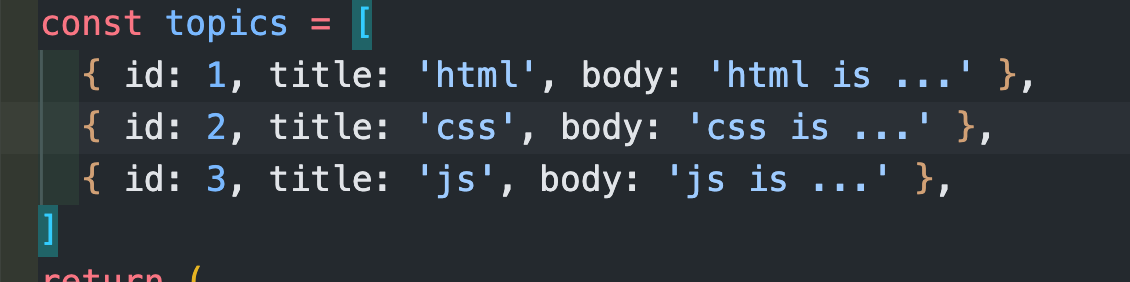 const topics = [
{ id: 1, title: 'html', body: 'html is ...' },
{ id: 2, title: 'css', body: 'css is ...' },
{ id: 3, title: 'js', body: 'js is ...' },
]
return (